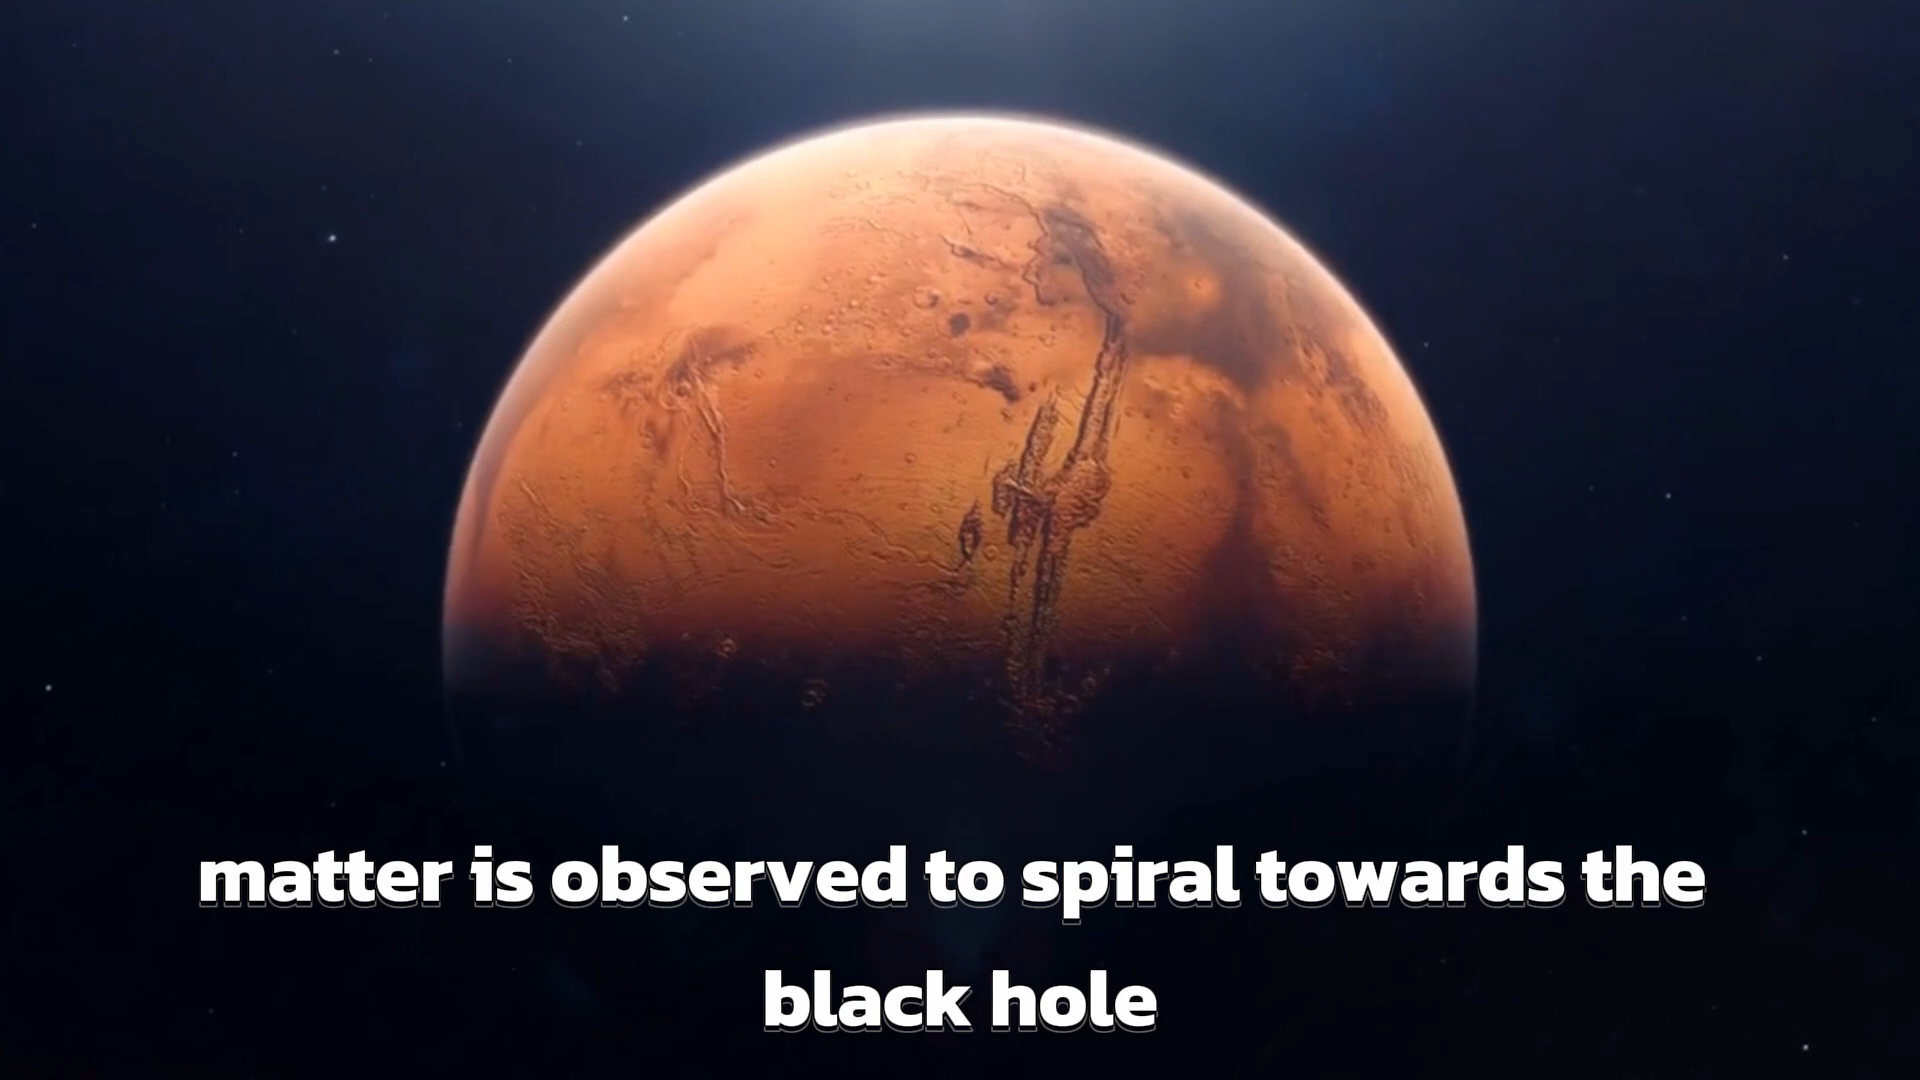 matter is observed to spiral towards the
black hole